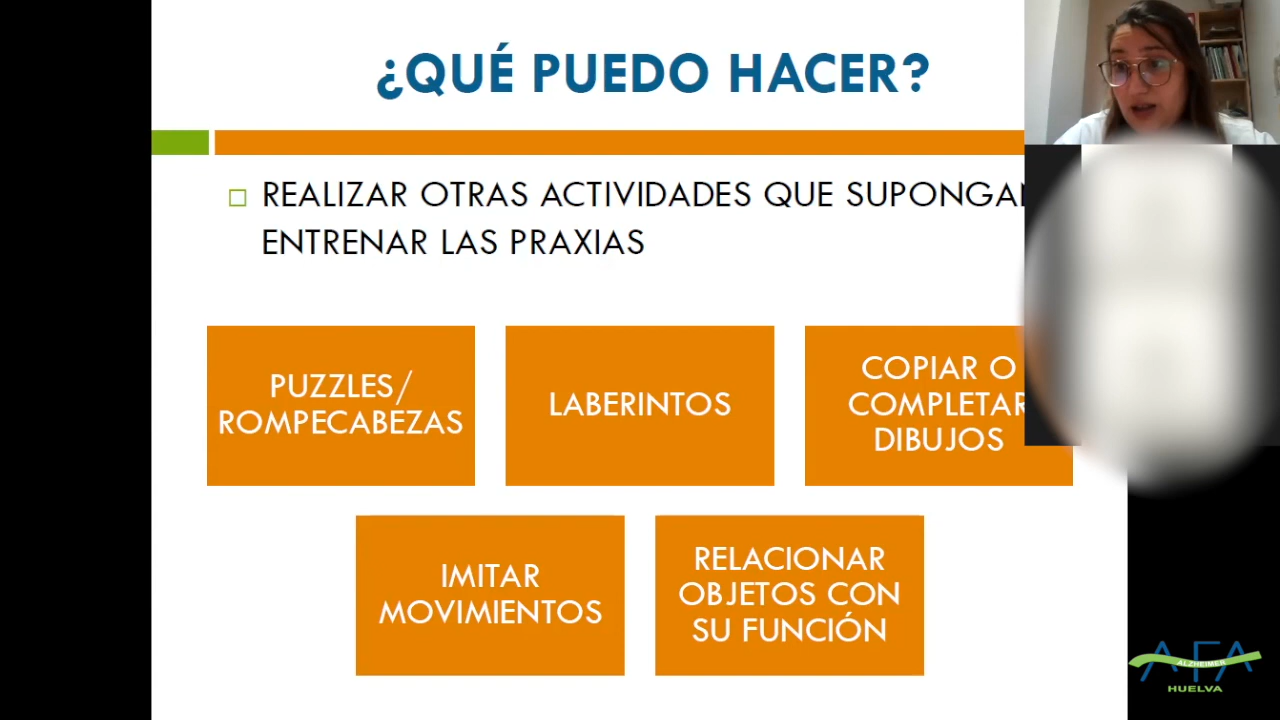 ¿QUÉ PUEDO HACER?
REALIZAR OTRAS ACTIVIDADES QUE SUPONGAN
ENTRENAR LAS PRAXIAS
PUZZLES/
ROMPECABEZAS
LABERINTOS
COPIAR O
COMPLETAR
DIBUJOS
IMITAR
MOVIMIENTOS
RELACIONAR
OBJETOS CON
SU FUNCIÓN
AFA
ALZHEIMER
HUELVA